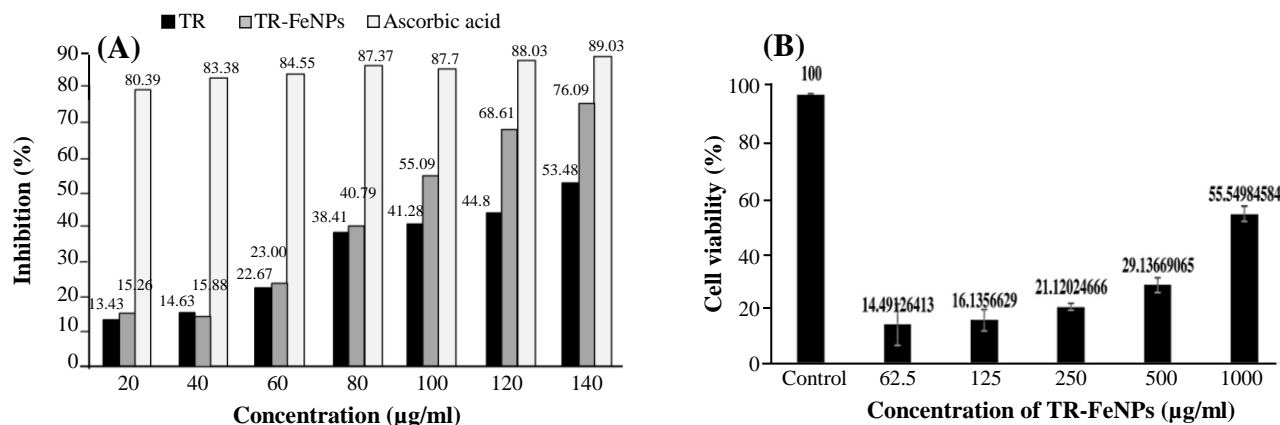 TR TR-FeNPs Ascorbic acid
(A)
Inhibition (%)
90
80
70
60
50
40
30
20
10
0
13.43 15.26 80.39
14.63 15.88 83.38
22.67 23.00 84.55
38.41 40.79 87.37
41.28 55.09 87.7
44.8 68.61 88.03
53.48 76.09 89.03
20 40 60 80 100 120 140
Concentration (µg/ml)
(B)
Cell viability (%)
100
80
60
40
20
0
100
14.49126413
16.1356629
21.12024666
29.13669065
55.54984584
Control 62.5 125 250 500 1000
Concentration of TR-FeNPs (µg/ml)